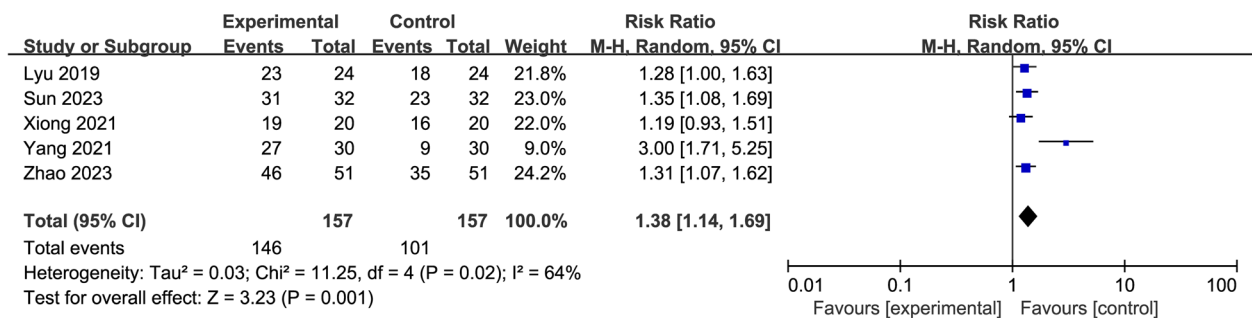 Experimental Control Risk Ratio Risk Ratio
Study or Subgroup Events Total Events Total Weight M-H, Random, 95% CI M-H, Random, 95% CI
Lyu 2019 23 24 18 24 21.8% 1.28 [1.00, 1.63]
Sun 2023 31 32 23 32 23.0% 1.35 [1.08, 1.69]
Xiong 2021 19 20 16 20 22.0% 1.19 [0.93, 1.51]
Yang 2021 27 30 9 30 9.0% 3.00 [1.71, 5.25]
Zhao 2023 46 51 35 51 24.2% 1.31 [1.07, 1.62]
Total (95% CI) 157 157 100.0% 1.38 [1.14, 1.69]
Total events 146 101
Heterogeneity: Tau² = 0.03; Chi² = 11.25, df = 4 (P = 0.02); I² = 64%
Test for overall effect: Z = 3.23 (P = 0.001)
0.01 0.1 1 10 100
Favours [experimental] Favours [control]